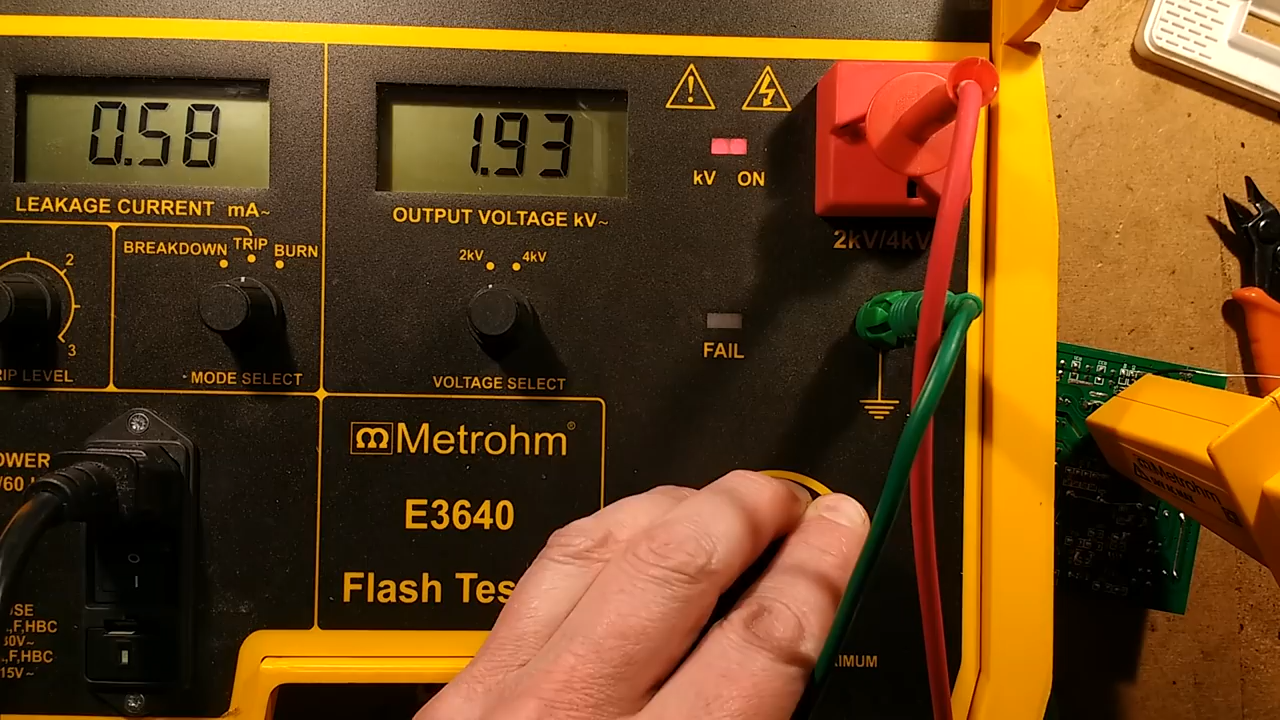 0.58
1.93
kV ON
LEAKAGE CURRENT mA~
OUTPUT VOLTAGE kV~
2kV/4kV
BREAKDOWN TRIP BURN
2kV 4kV
2
3
FAIL
IP LEVEL
MODE SELECT
VOLTAGE SELECT
Metrohm®
OWER
/60
E3640
Metrohm
O
I
Flash Tes
SE
,F,HBC
30V~
,F,HBC
15V~
IMUM